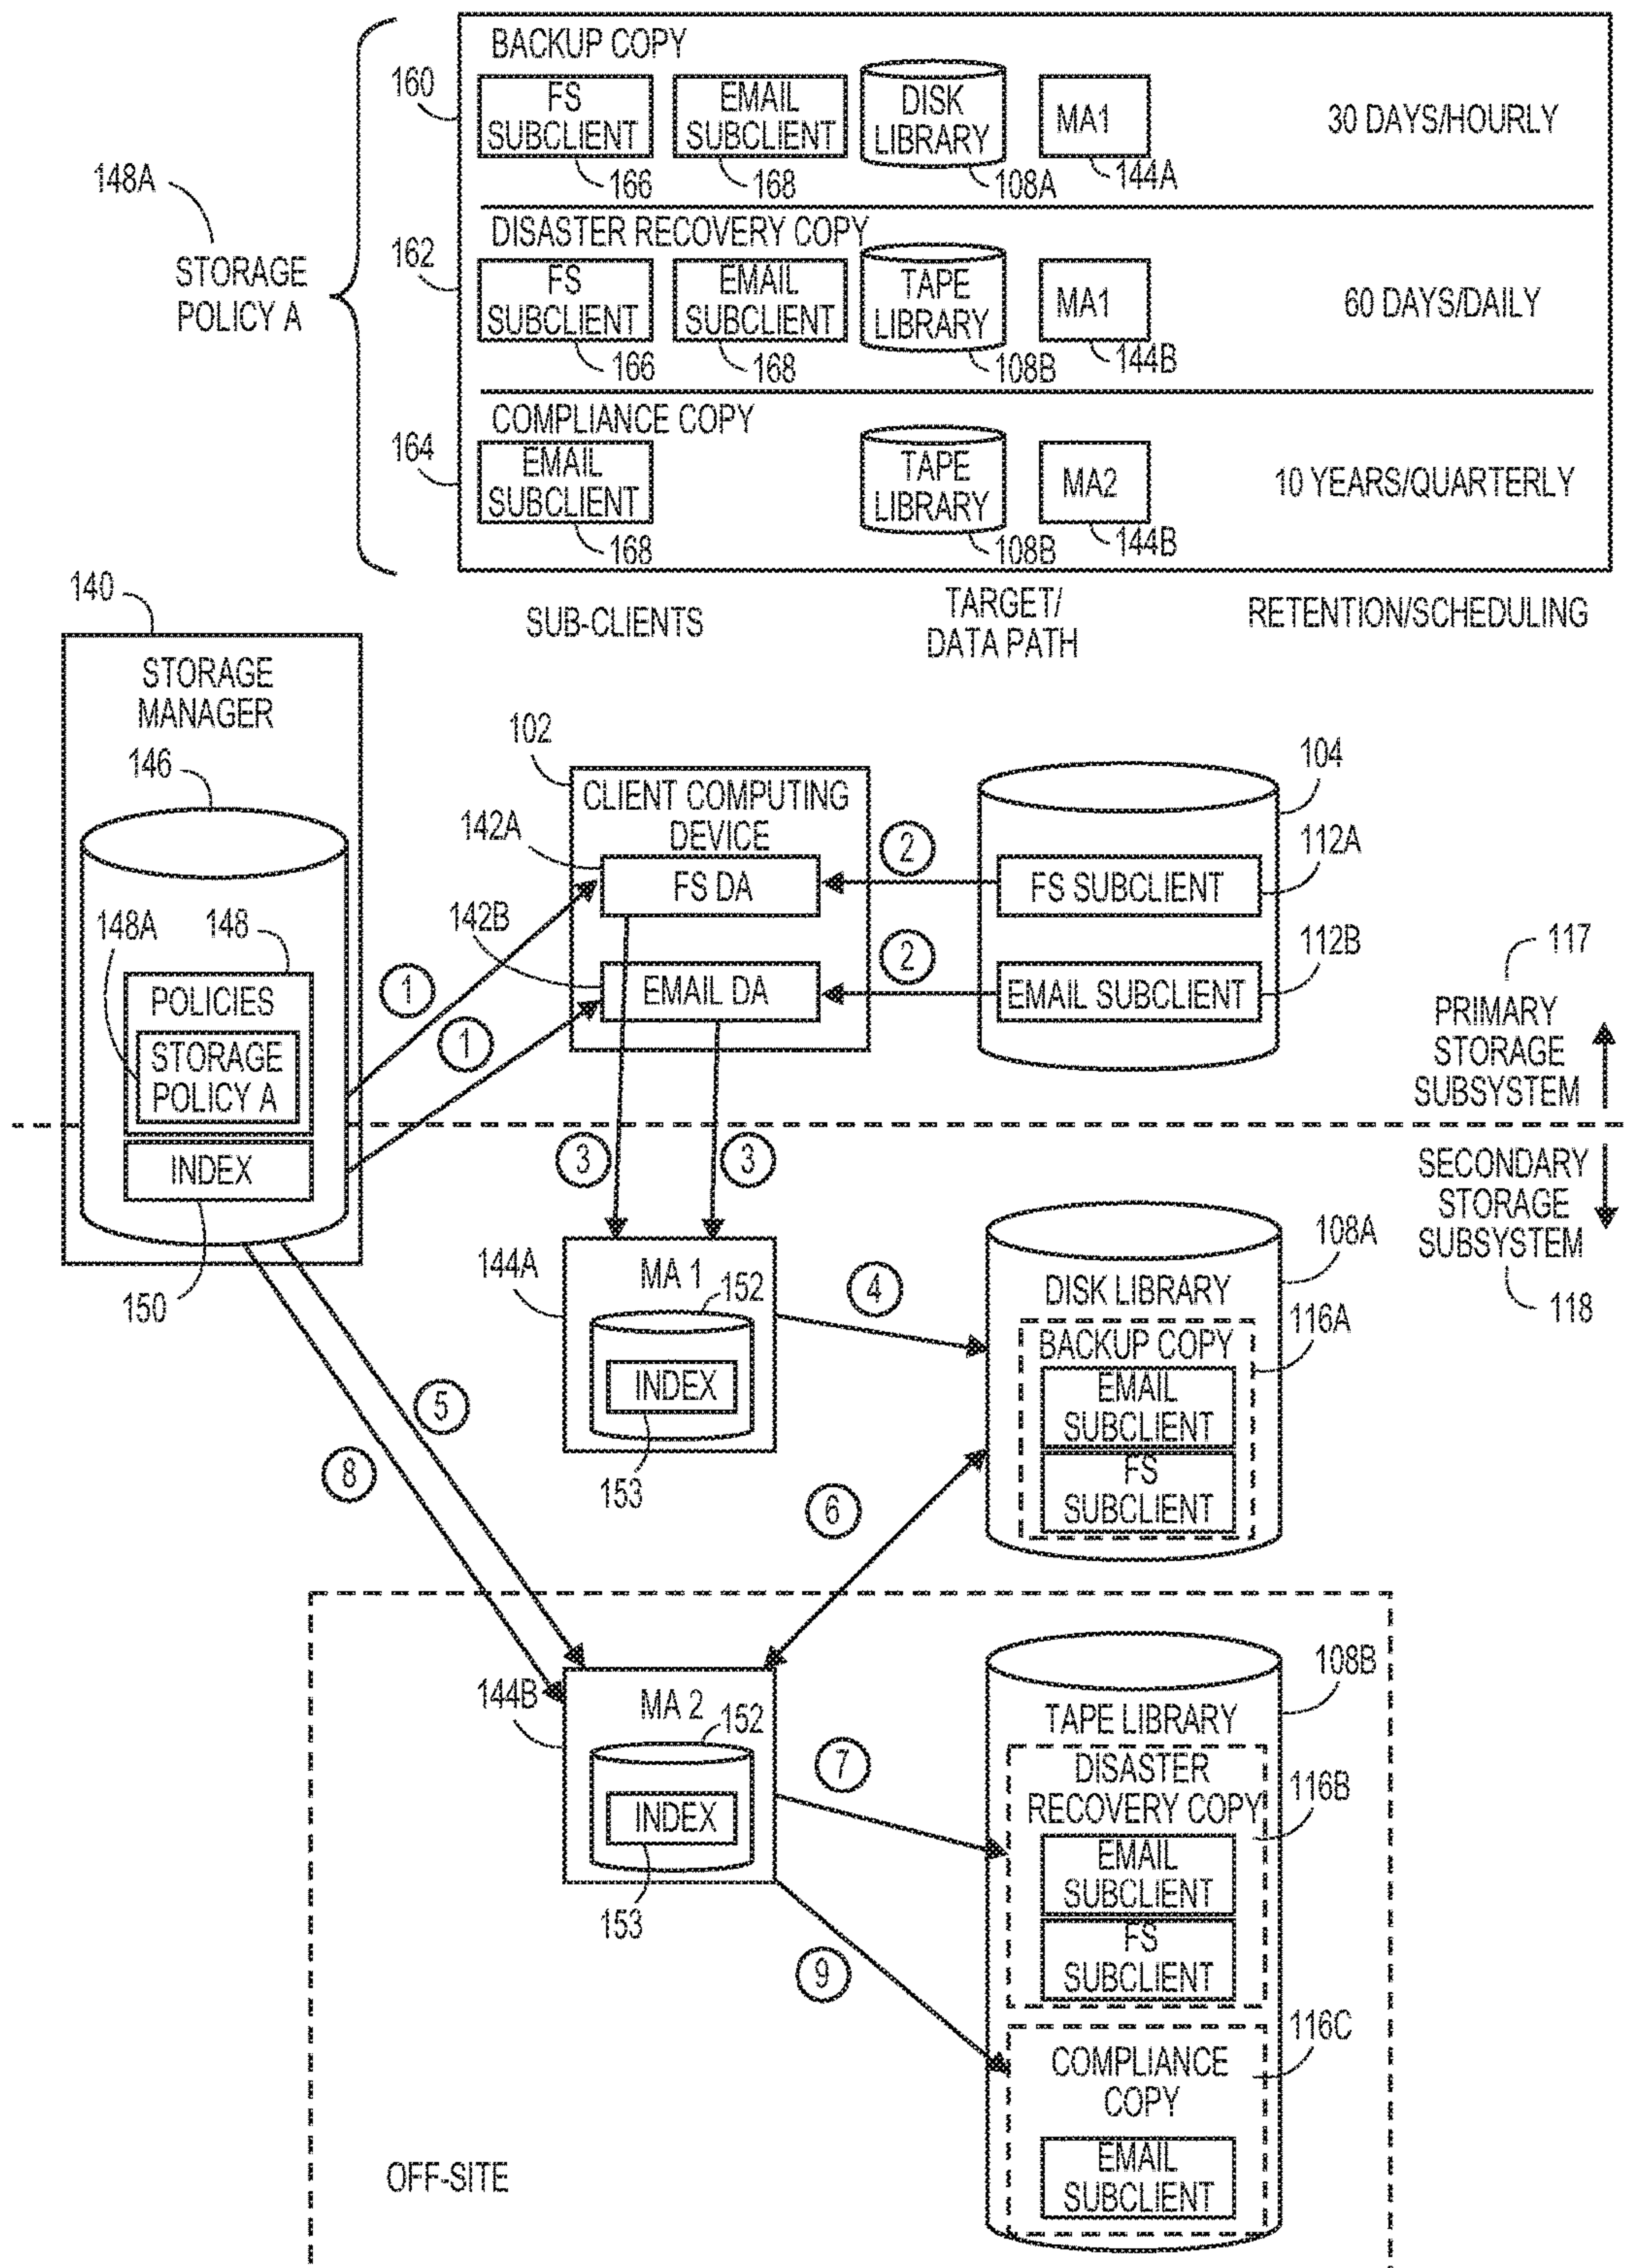 BACKUP COPY
160
FS
SUBCLIENT
166
EMAIL
SUBCLIENT
168
DISK
LIBRARY
108A
MA1
144A
30 DAYS/HOURLY
148A
STORAGE
POLICY A
DISASTER RECOVERY COPY
162
FS
SUBCLIENT
166
EMAIL
SUBCLIENT
168
TAPE
LIBRARY
108B
MA1
144B
60 DAYS/DAILY
COMPLIANCE COPY
164
EMAIL
SUBCLIENT
168
TAPE
LIBRARY
108B
MA2
144B
10 YEARS/QUARTERLY
SUB-CLIENTS
TARGET/
DATA PATH
RETENTION/SCHEDULING
140
STORAGE
MANAGER
146
148A
148
POLICIES
STORAGE
POLICY A
INDEX
150
102
CLIENT COMPUTING
DEVICE
142A
FS DA
142B
EMAIL DA
1
1
2
2
104
FS SUBCLIENT
112A
EMAIL SUBCLIENT
112B
117
PRIMARY
STORAGE
SUBSYSTEM
SECONDARY
STORAGE
SUBSYSTEM
118
3
3
144A
MA 1
152
INDEX
153
4
108A
DISK LIBRARY
BACKUP COPY
116A
EMAIL
SUBCLIENT
FS
SUBCLIENT
5
8
6
144B
MA 2
152
INDEX
153
7
9
108B
TAPE LIBRARY
DISASTER
RECOVERY COPY
116B
EMAIL
SUBCLIENT
FS
SUBCLIENT
116C
COMPLIANCE
COPY
EMAIL
SUBCLIENT
OFF-SITE